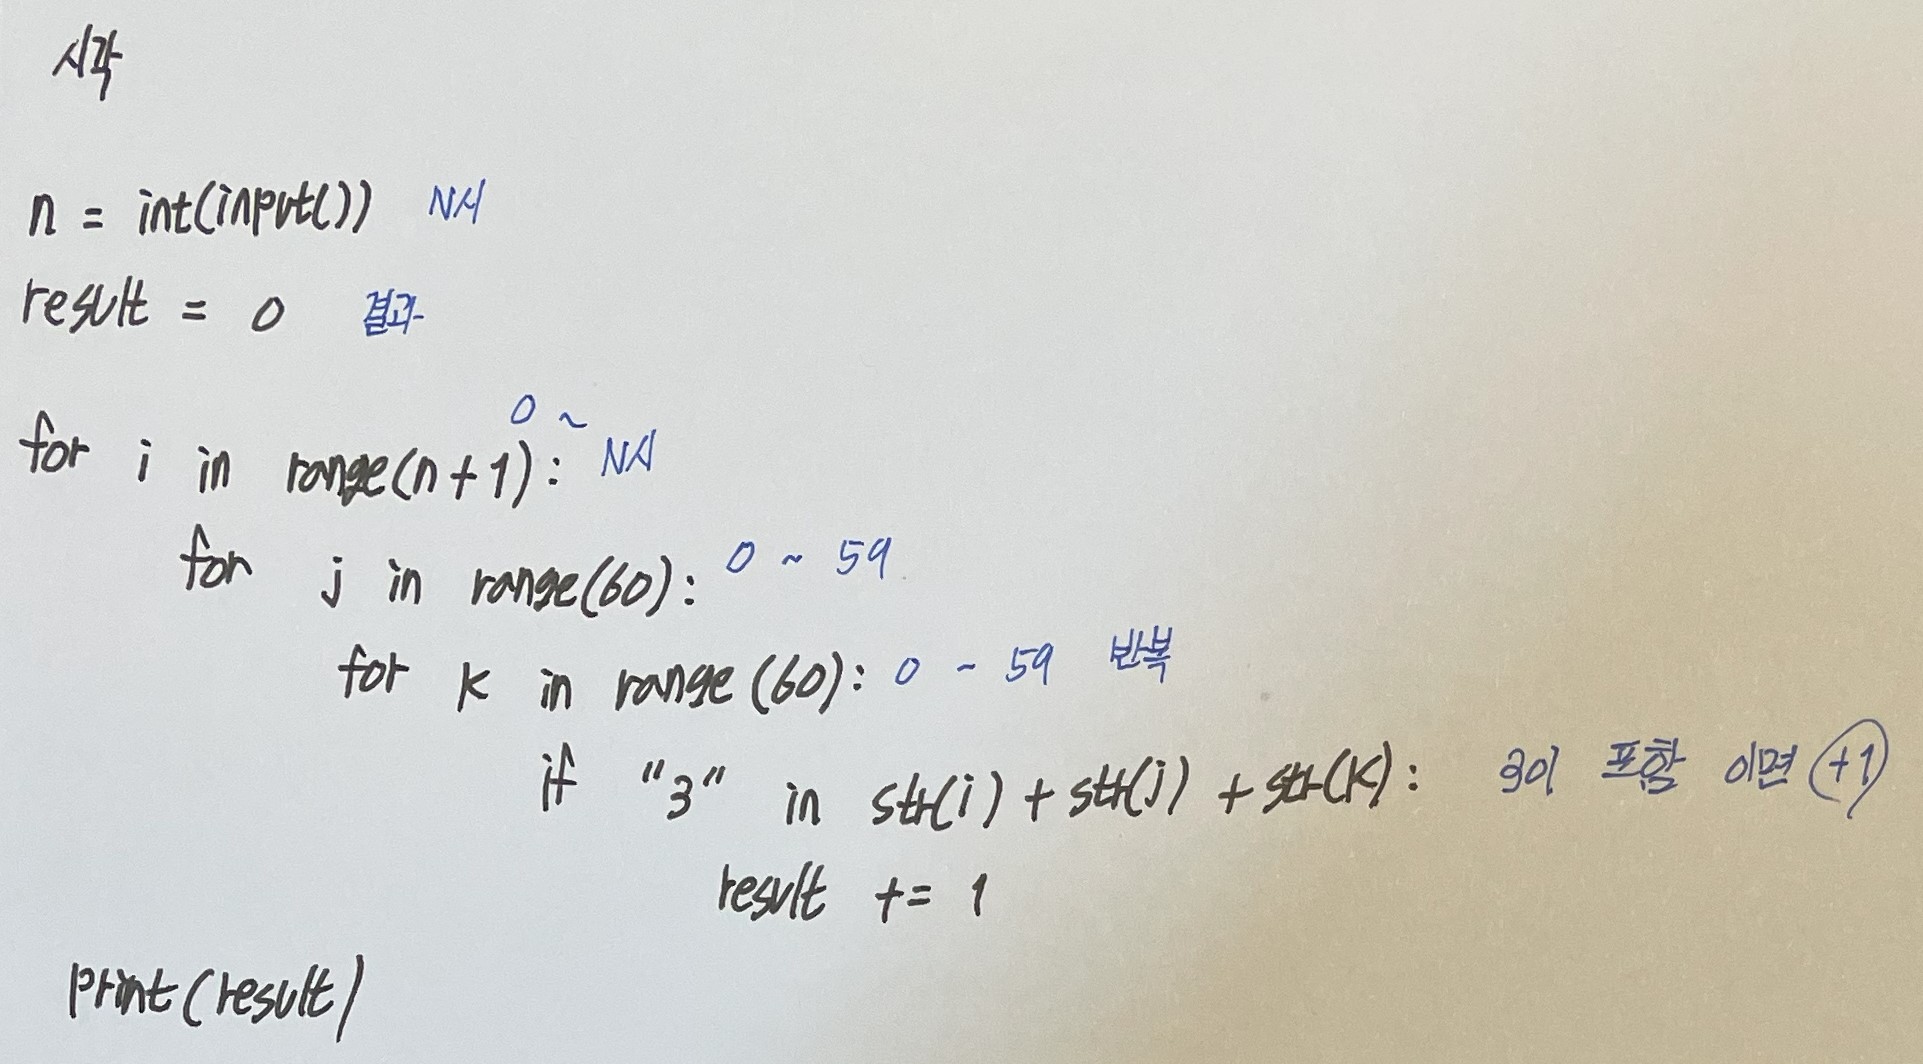 시각
n = int(input()) N시
result = 0 결과
for i in range(n+1): 0 ~ N시
for j in range(60): 0 ~ 59
for k in range(60): 0 ~ 59 반복
if "3" in str(i) + str(j) + str(k): 3이 포함 이면 +1
result += 1
print(result)